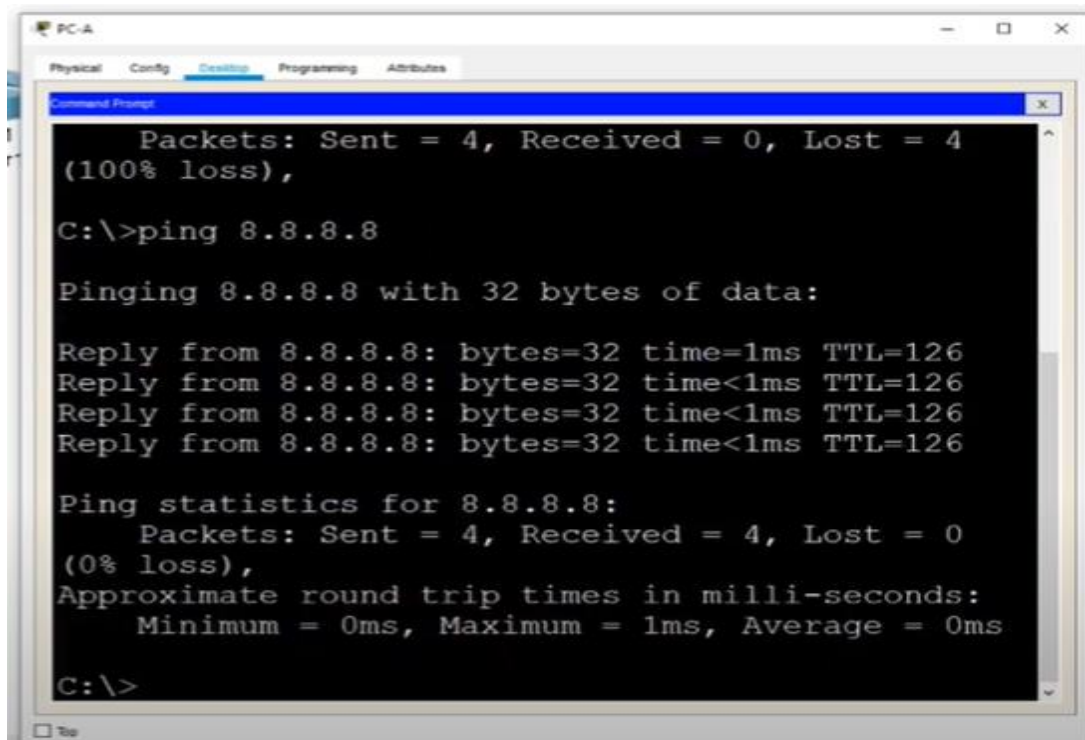 PC-A
Physical Config Desktop Programming Attributes
Command Prompt
X
Packets: Sent = 4, Received = 0, Lost = 4
(100% loss),
C:\>ping 8.8.8.8
Pinging 8.8.8.8 with 32 bytes of data:
Reply from 8.8.8.8: bytes=32 time=1ms TTL=126
Reply from 8.8.8.8: bytes=32 time<1ms TTL=126
Reply from 8.8.8.8: bytes=32 time<1ms TTL=126
Reply from 8.8.8.8: bytes=32 time<1ms TTL=126
Ping statistics for 8.8.8.8:
Packets: Sent = 4, Received = 4, Lost = 0
(0% loss),
Approximate round trip times in milli-seconds:
Minimum = 0ms, Maximum = 1ms, Average = 0ms
C:\>
Top